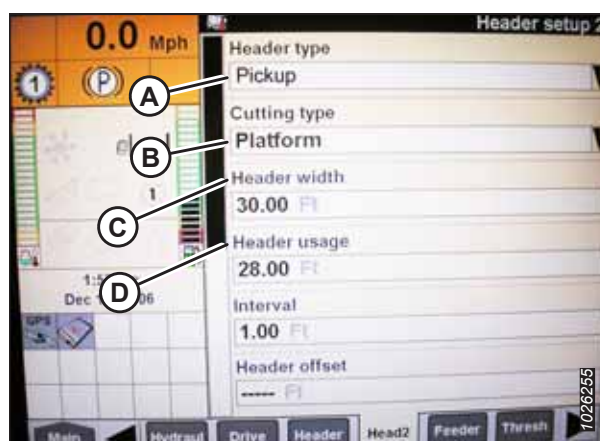 0.0 Mph
Header setup 2
Header type
1
P
A
Pickup
Cutting type
B
Platform
1
Header width
C
30.00 Ft
Header usage
D
28.00 Ft
Dec
06
Interval
GPS
1.00 Ft
Header offset
----- Ft
1026255
Main
Hydraul
Drive
Header
Head2
Feeder
Thresh